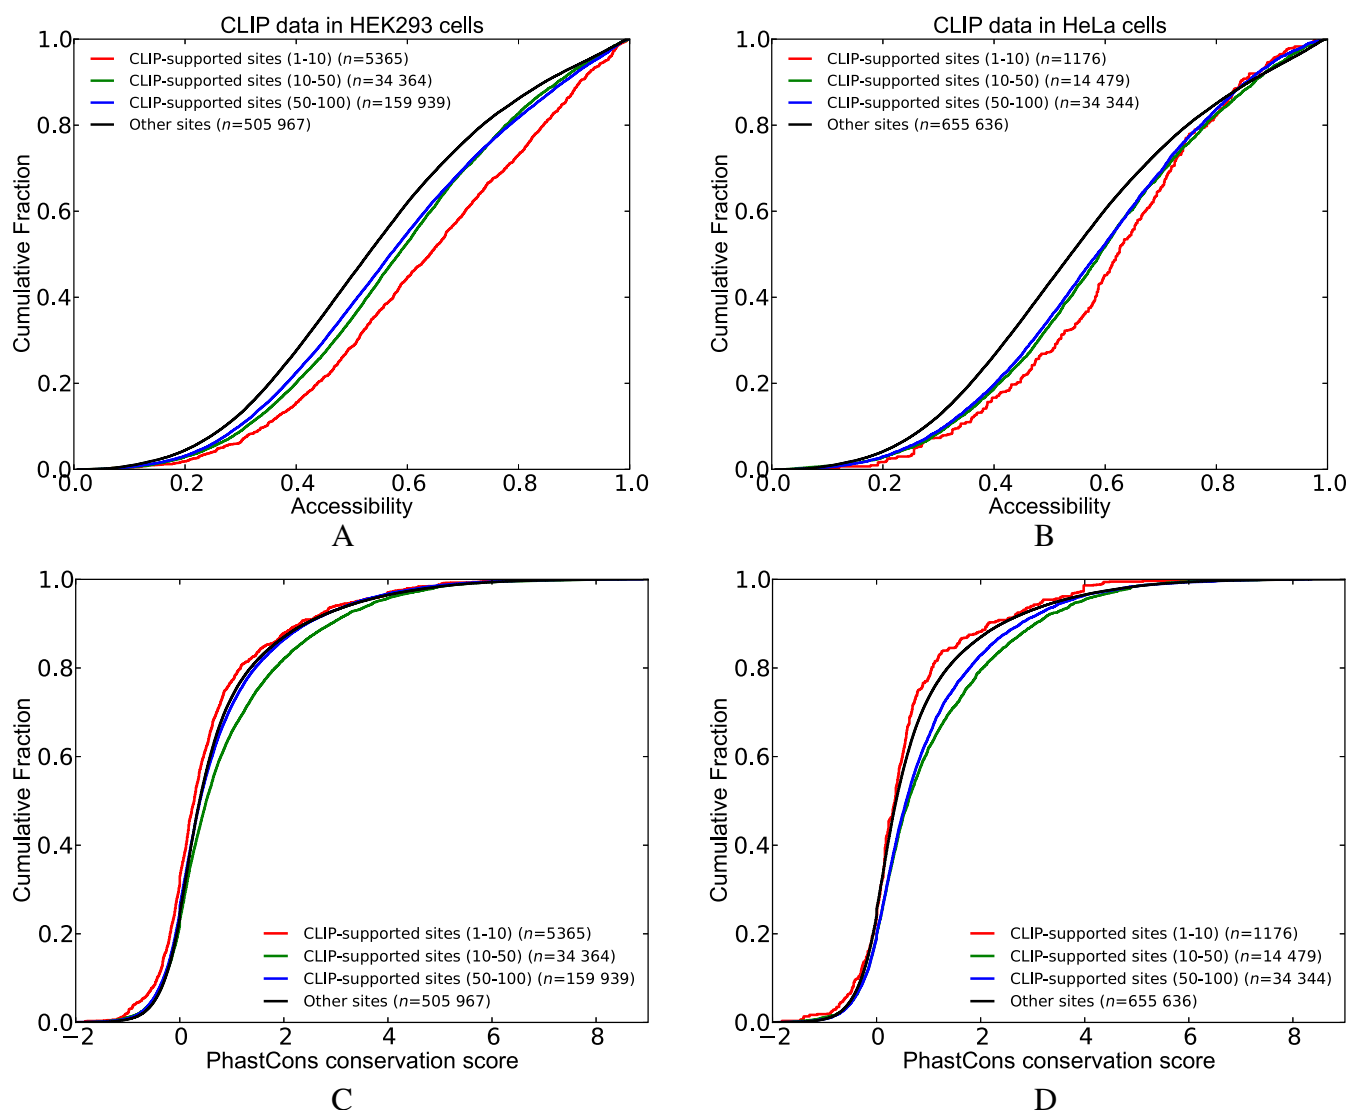 CLIP data in HEK293 cells
CLIP-supported sites (1-10) (n=5365)
CLIP-supported sites (10-50) (n=34 364)
CLIP-supported sites (50-100) (n=159 939)
Other sites (n=505 967)
Cumulative Fraction
1.0
0.8
0.6
0.4
0.2
0.0
0.0 0.2 0.4 0.6 0.8 1.0
Accessibility
A
CLIP data in HeLa cells
CLIP-supported sites (1-10) (n=1176)
CLIP-supported sites (10-50) (n=14 479)
CLIP-supported sites (50-100) (n=34 344)
Other sites (n=655 636)
Cumulative Fraction
1.0
0.8
0.6
0.4
0.2
0.0
0.0 0.2 0.4 0.6 0.8 1.0
Accessibility
B
Cumulative Fraction
1.0
0.8
0.6
0.4
0.2
0.0
CLIP-supported sites (1-10) (n=5365)
CLIP-supported sites (10-50) (n=34 364)
CLIP-supported sites (50-100) (n=159 939)
Other sites (n=505 967)
−2 0 2 4 6 8
PhastCons conservation score
C
Cumulative Fraction
1.0
0.8
0.6
0.4
0.2
0.0
CLIP-supported sites (1-10) (n=1176)
CLIP-supported sites (10-50) (n=14 479)
CLIP-supported sites (50-100) (n=34 344)
Other sites (n=655 636)
−2 0 2 4 6 8
PhastCons conservation score
D